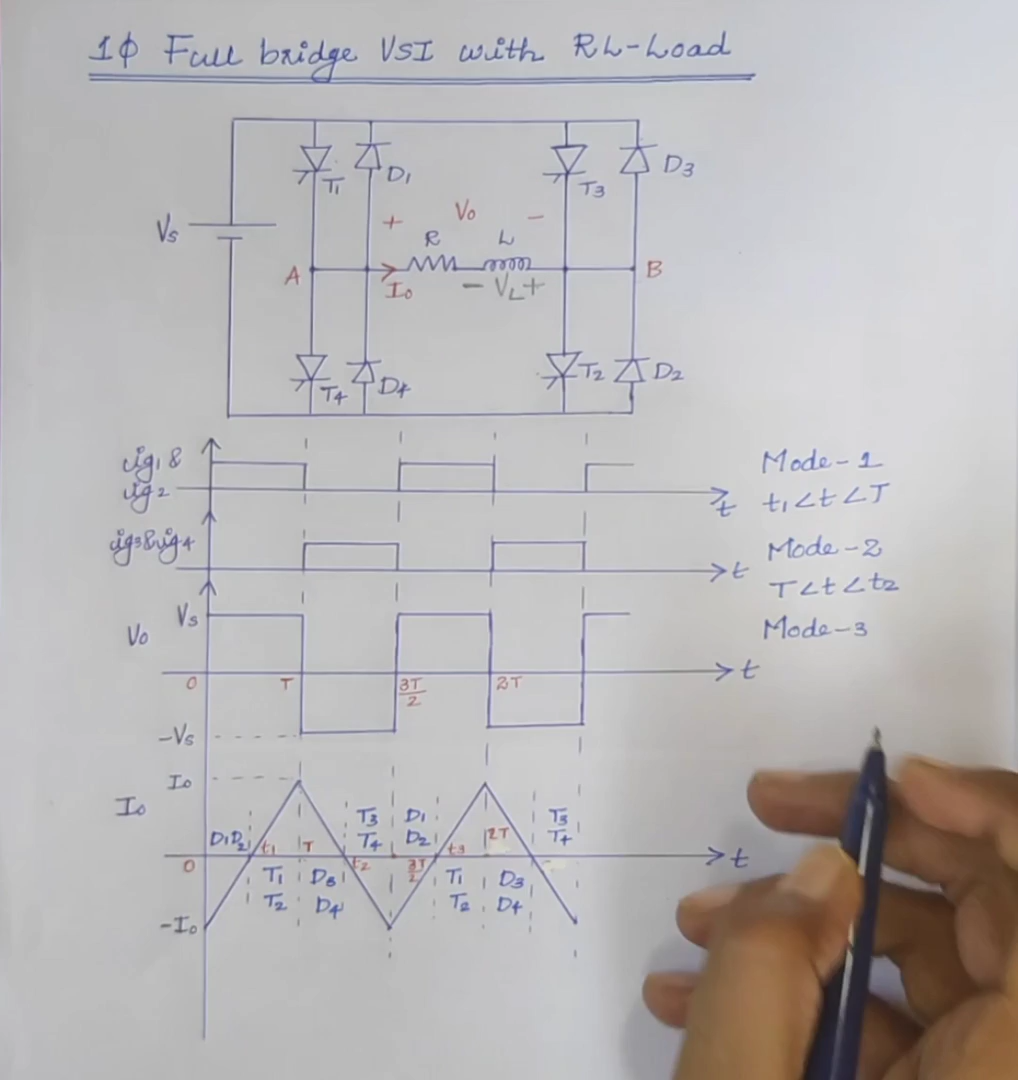 1φ Full bridge VSI with RL-Load
T1 D1 T3 D3
Vs
+ Vo −
R L
A B
Io − VL +
T4 D4 T2 D2
ig1 &
ig2
t
Mode-1
t1<t<T
ig3&ig4
t
Mode-2
T<t<t2
Mode-3
Vs
Vo
0 T 3T/2 2T t
-Vs
Io
Io
T3 D1 T3
D1D2 T4 D2 T4
t1 T t2 3T/2 t3 2T
0 t
T1 D3 T1 D3
T2 D4 T2 D4
-Io